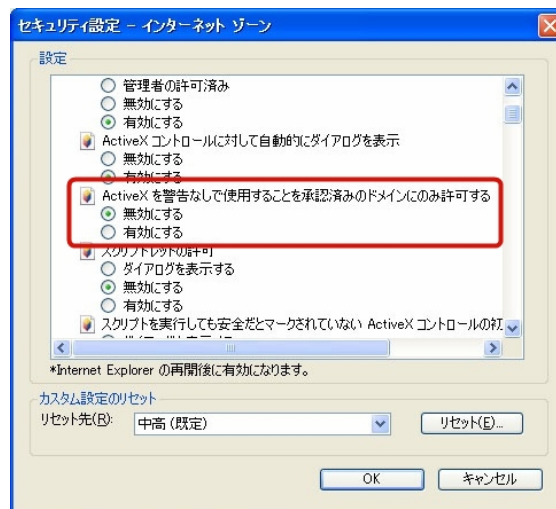 セキュリティ設定 - インターネット ゾーン
設定
管理者の許可済み
無効にする
有効にする
ActiveX コントロールに対して自動的にダイアログを表示
無効にする
有効にする
ActiveX を警告なしで使用することを承認済みのドメインにのみ許可する
無効にする
有効にする
スクリプトレットの許可
ダイアログを表示する
無効にする
有効にする
スクリプトを実行しても安全だとマークされていない ActiveX コントロールの初
*Internet Explorer の再開後に有効になります。
カスタム設定のリセット
リセット先(R): 中高 (既定) リセット(E)...
OK キャンセル